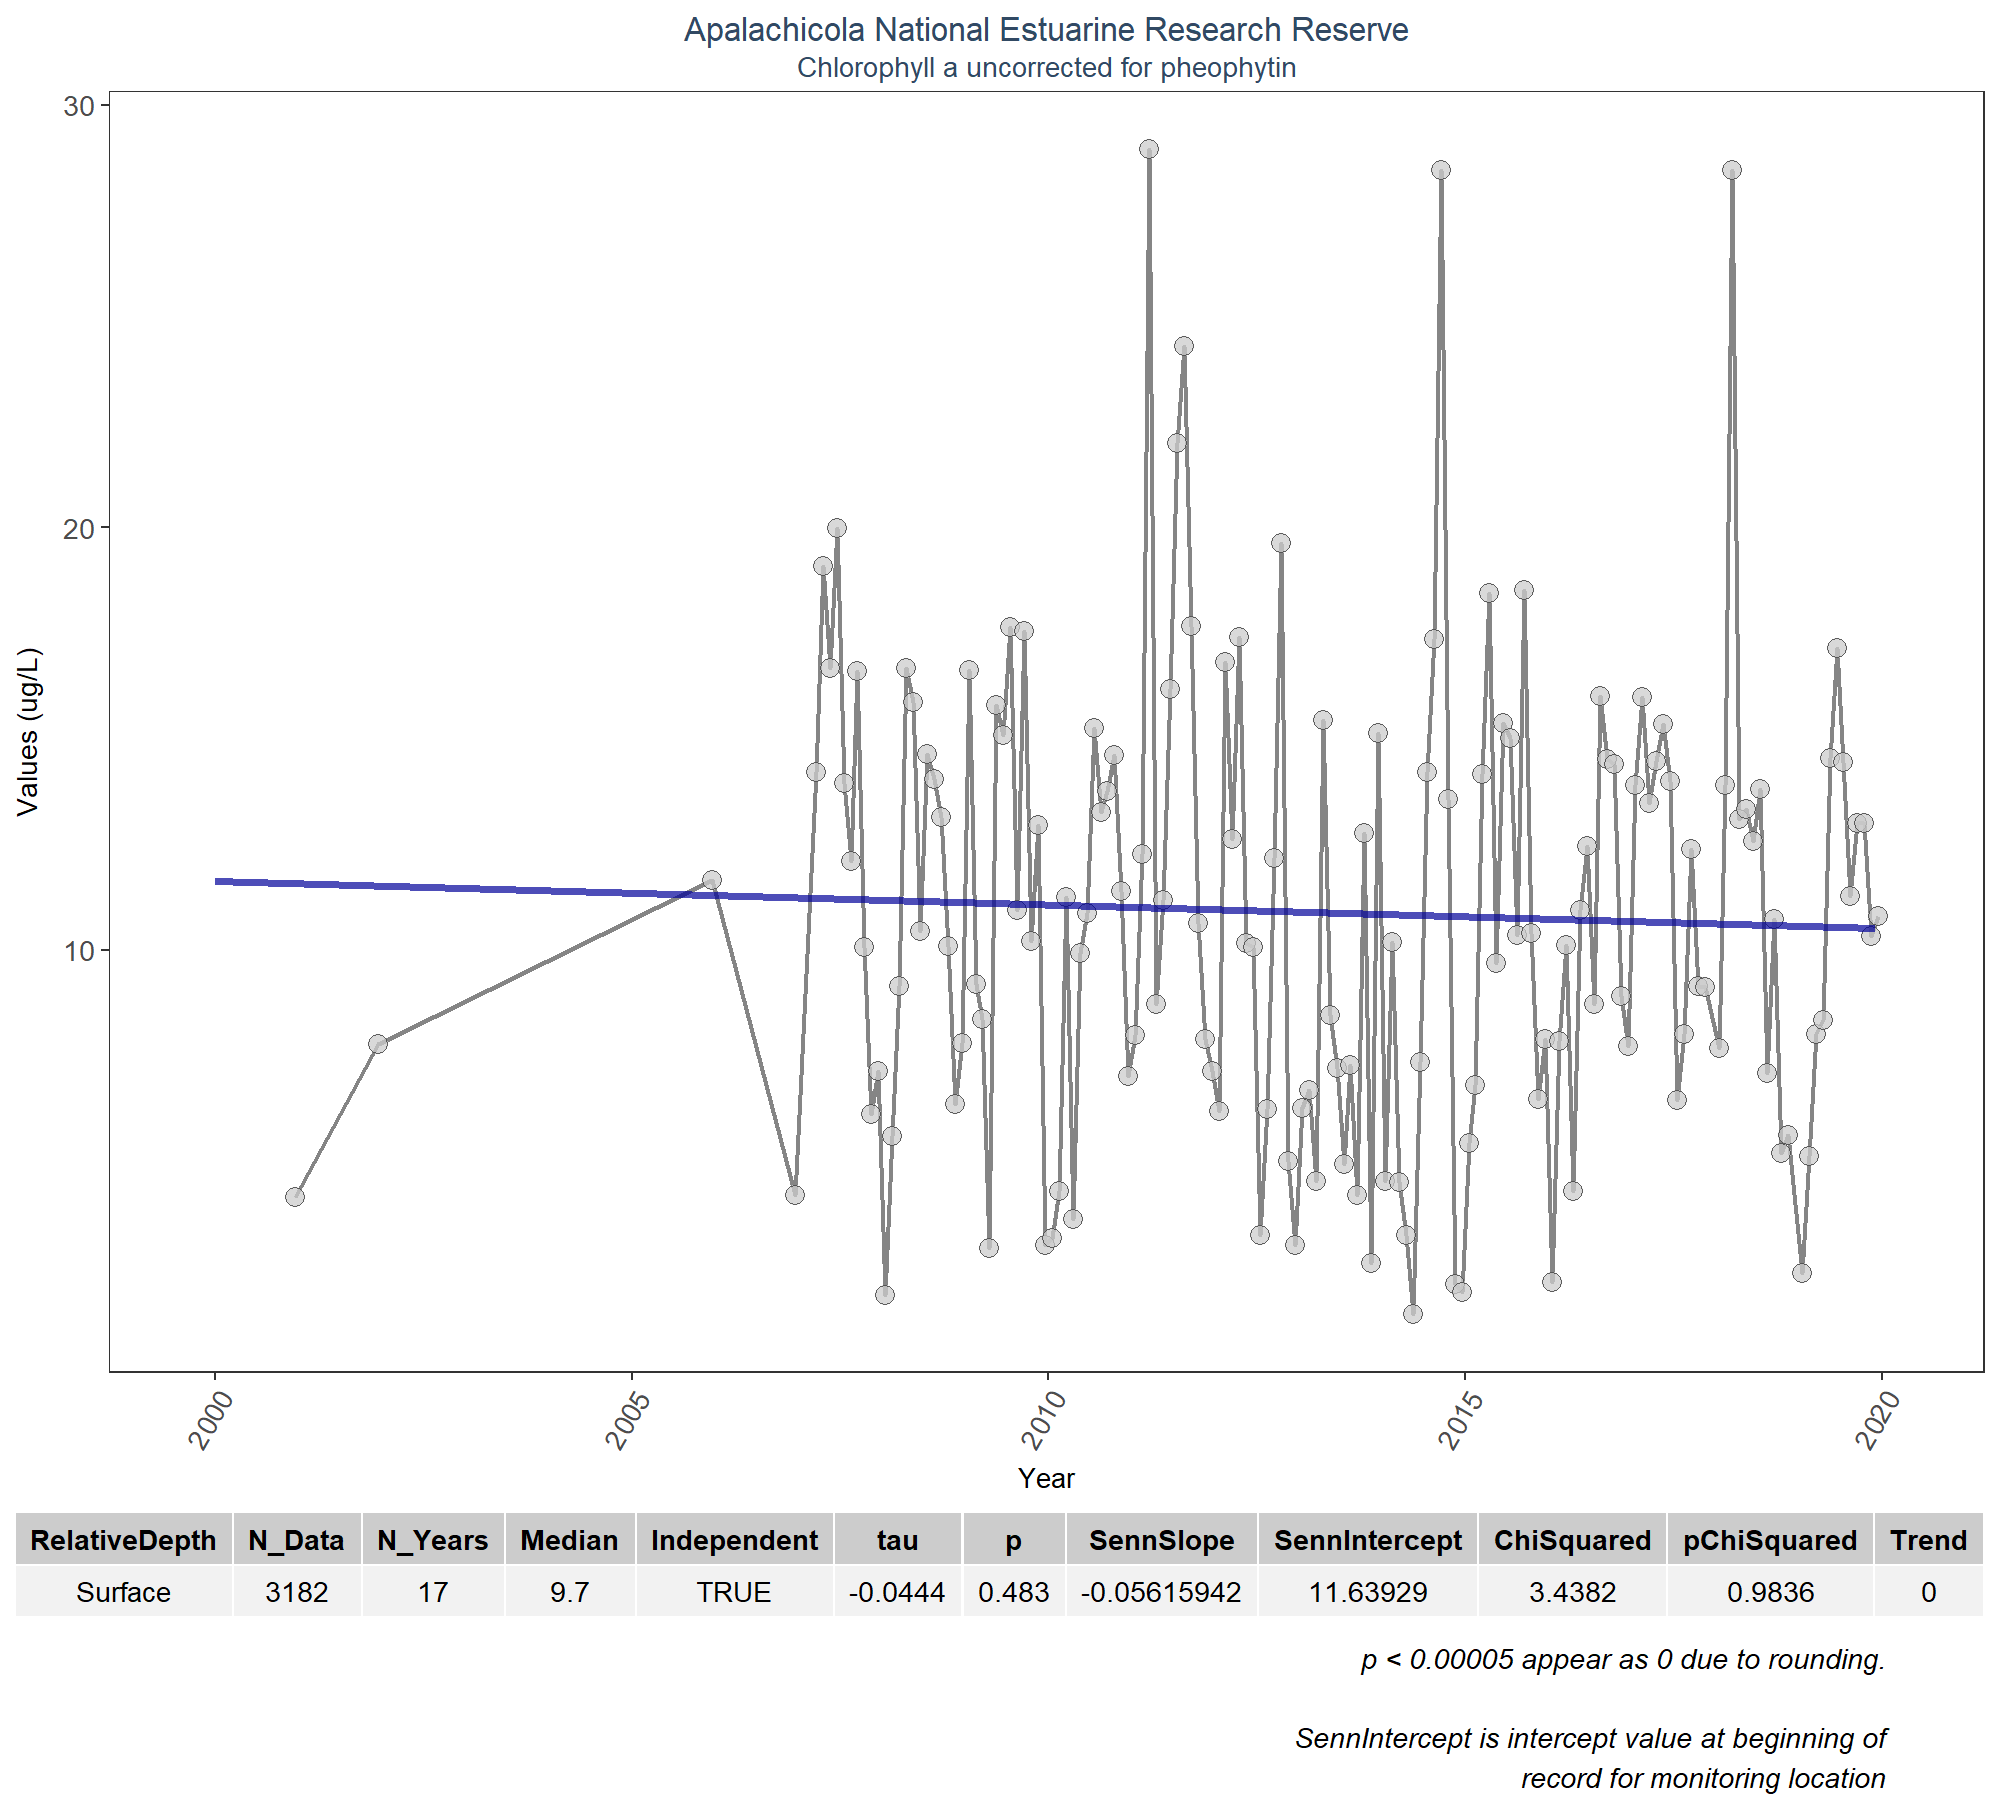 Apalachicola National Estuarine Research Reserve
Chlorophyll a uncorrected for pheophytin
30
20
10
Values (ug/L)
2000 2005 2010 2015 2020
Year
RelativeDepth N_Data N_Years Median Independent tau p SennSlope SennIntercept ChiSquared pChiSquared Trend
Surface 3182 17 9.7 TRUE -0.0444 0.483 -0.05615942 11.63929 3.4382 0.9836 0
p < 0.00005 appear as 0 due to rounding.
SennIntercept is intercept value at beginning of
record for monitoring location